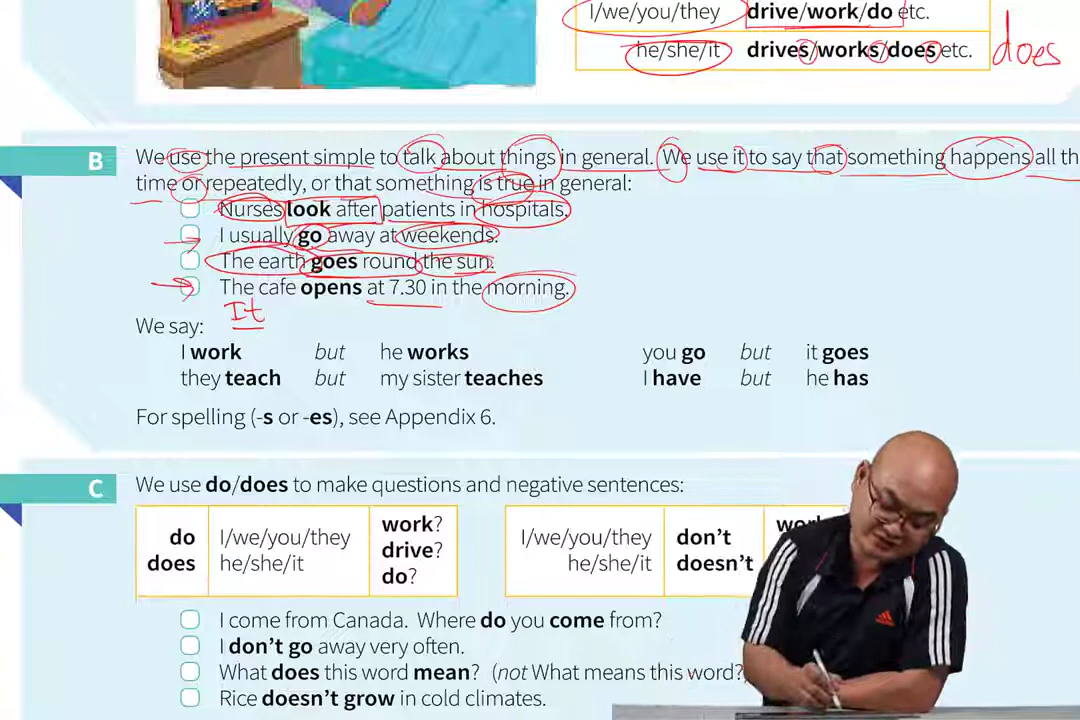 I/we/you/they drive/work/do etc.
he/she/it drives/works/does etc. does
B We use the present simple to talk about things in general. We use it to say that something happens all
time or repeatedly, or that something is true in general:
Nurses look after patients in hospitals.
I usually go away at weekends.
The earth goes round the sun.
The cafe opens at 7.30 in the morning.
It
We say:
I work but he works you go but it goes
they teach but my sister teaches I have but he has
For spelling (-s or -es), see Appendix 6.
C We use do/does to make questions and negative sentences:
do I/we/you/they work?
does he/she/it drive?
do?
I/we/you/they don't
he/she/it doesn't
I come from Canada. Where do you come from?
I don't go away very often.
What does this word mean? (not What means this word?
Rice doesn't grow in cold climates.